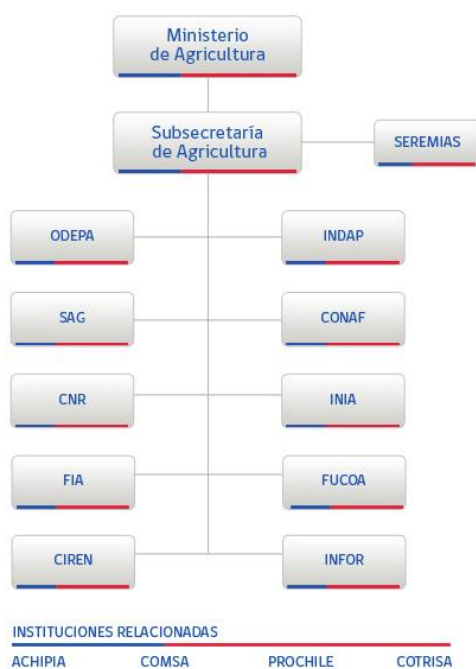 Ministerio
de Agricultura
Subsecretaría
de Agricultura
SEREMIAS
ODEPA
INDAP
SAG
CONAF
CNR
INIA
FIA
FUCOA
CIREN
INFOR
INSTITUCIONES RELACIONADAS
ACHIPIA COMSA PROCHILE COTRISA